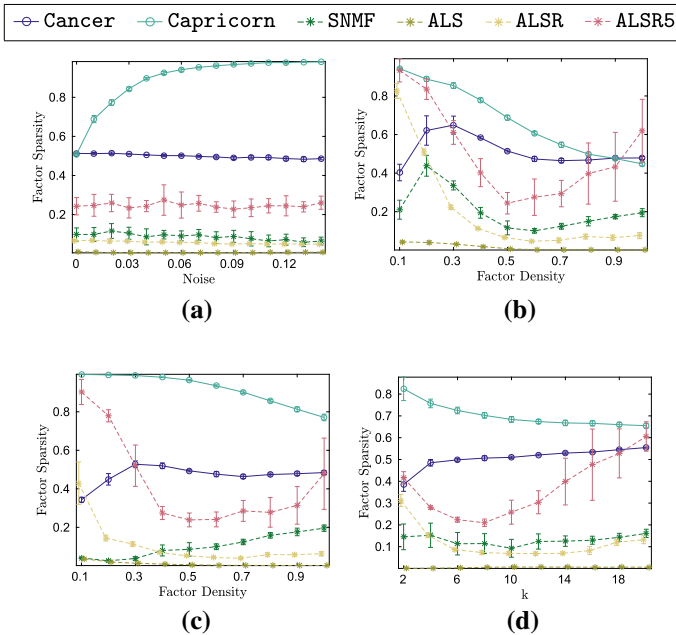 Cancer Capricorn SNMF ALS ALSR ALSR5
Factor Sparsity
0.8
0.6
0.4
0.2
0 0.03 0.06 0.09 0.12
Noise
(a)
Factor Sparsity
0.8
0.6
0.4
0.2
0.1 0.3 0.5 0.7 0.9
Factor Density
(b)
Factor Sparsity
0.8
0.6
0.4
0.2
0.1 0.3 0.5 0.7 0.9
Factor Density
(c)
Factor Sparsity
0.8
0.7
0.6
0.5
0.4
0.3
0.2
0.1
2 6 10 14 18
k
(d)